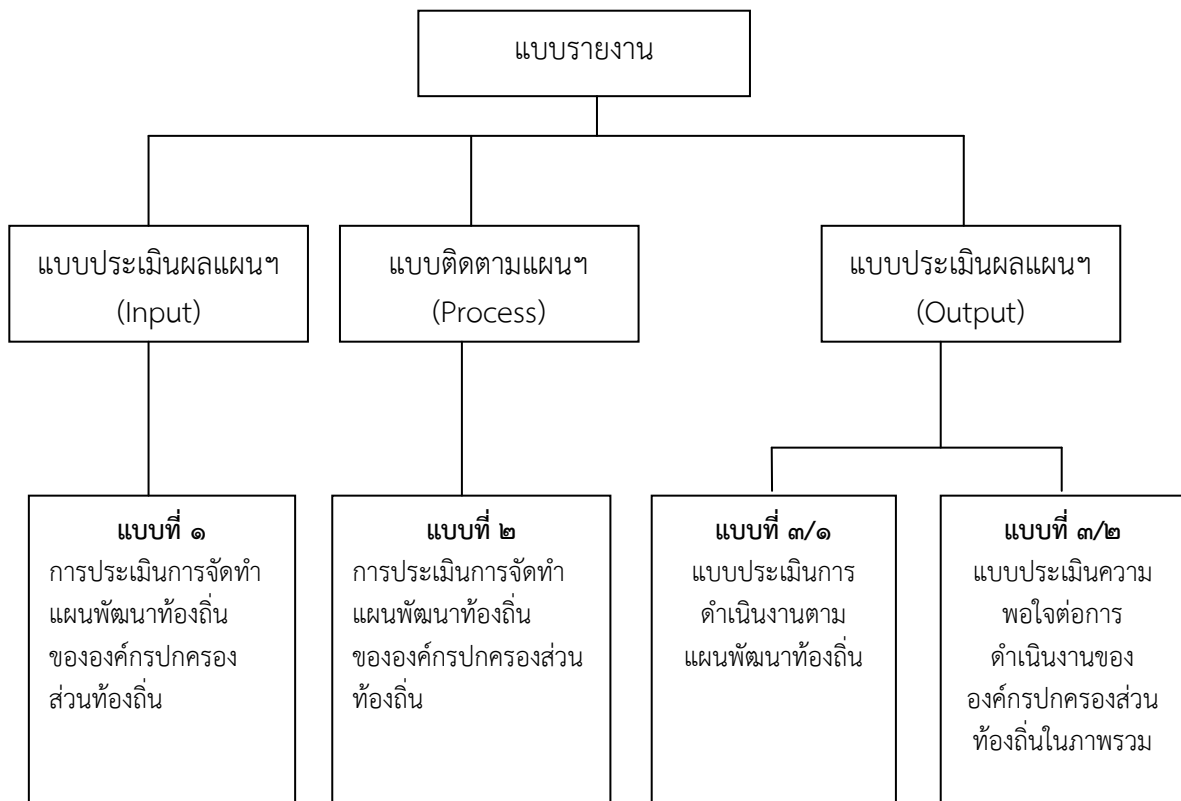 แบบรายงาน
แบบประเมินผลแผนฯ
(Input)
แบบติดตามแผนฯ
(Process)
แบบประเมินผลแผนฯ
(Output)
แบบที่ ๑
การประเมินการจัดทำ
แผนพัฒนาท้องถิ่น
ขององค์กรปกครอง
ส่วนท้องถิ่น
แบบที่ ๒
การประเมินการจัดทำ
แผนพัฒนาท้องถิ่น
ขององค์กรปกครองส่วน
ท้องถิ่น
แบบที่ ๓/๑
แบบประเมินการ
ดำเนินงานตาม
แผนพัฒนาท้องถิ่น
แบบที่ ๓/๒
แบบประเมินความ
พอใจต่อการ
ดำเนินงานของ
องค์กรปกครองส่วน
ท้องถิ่นในภาพรวม